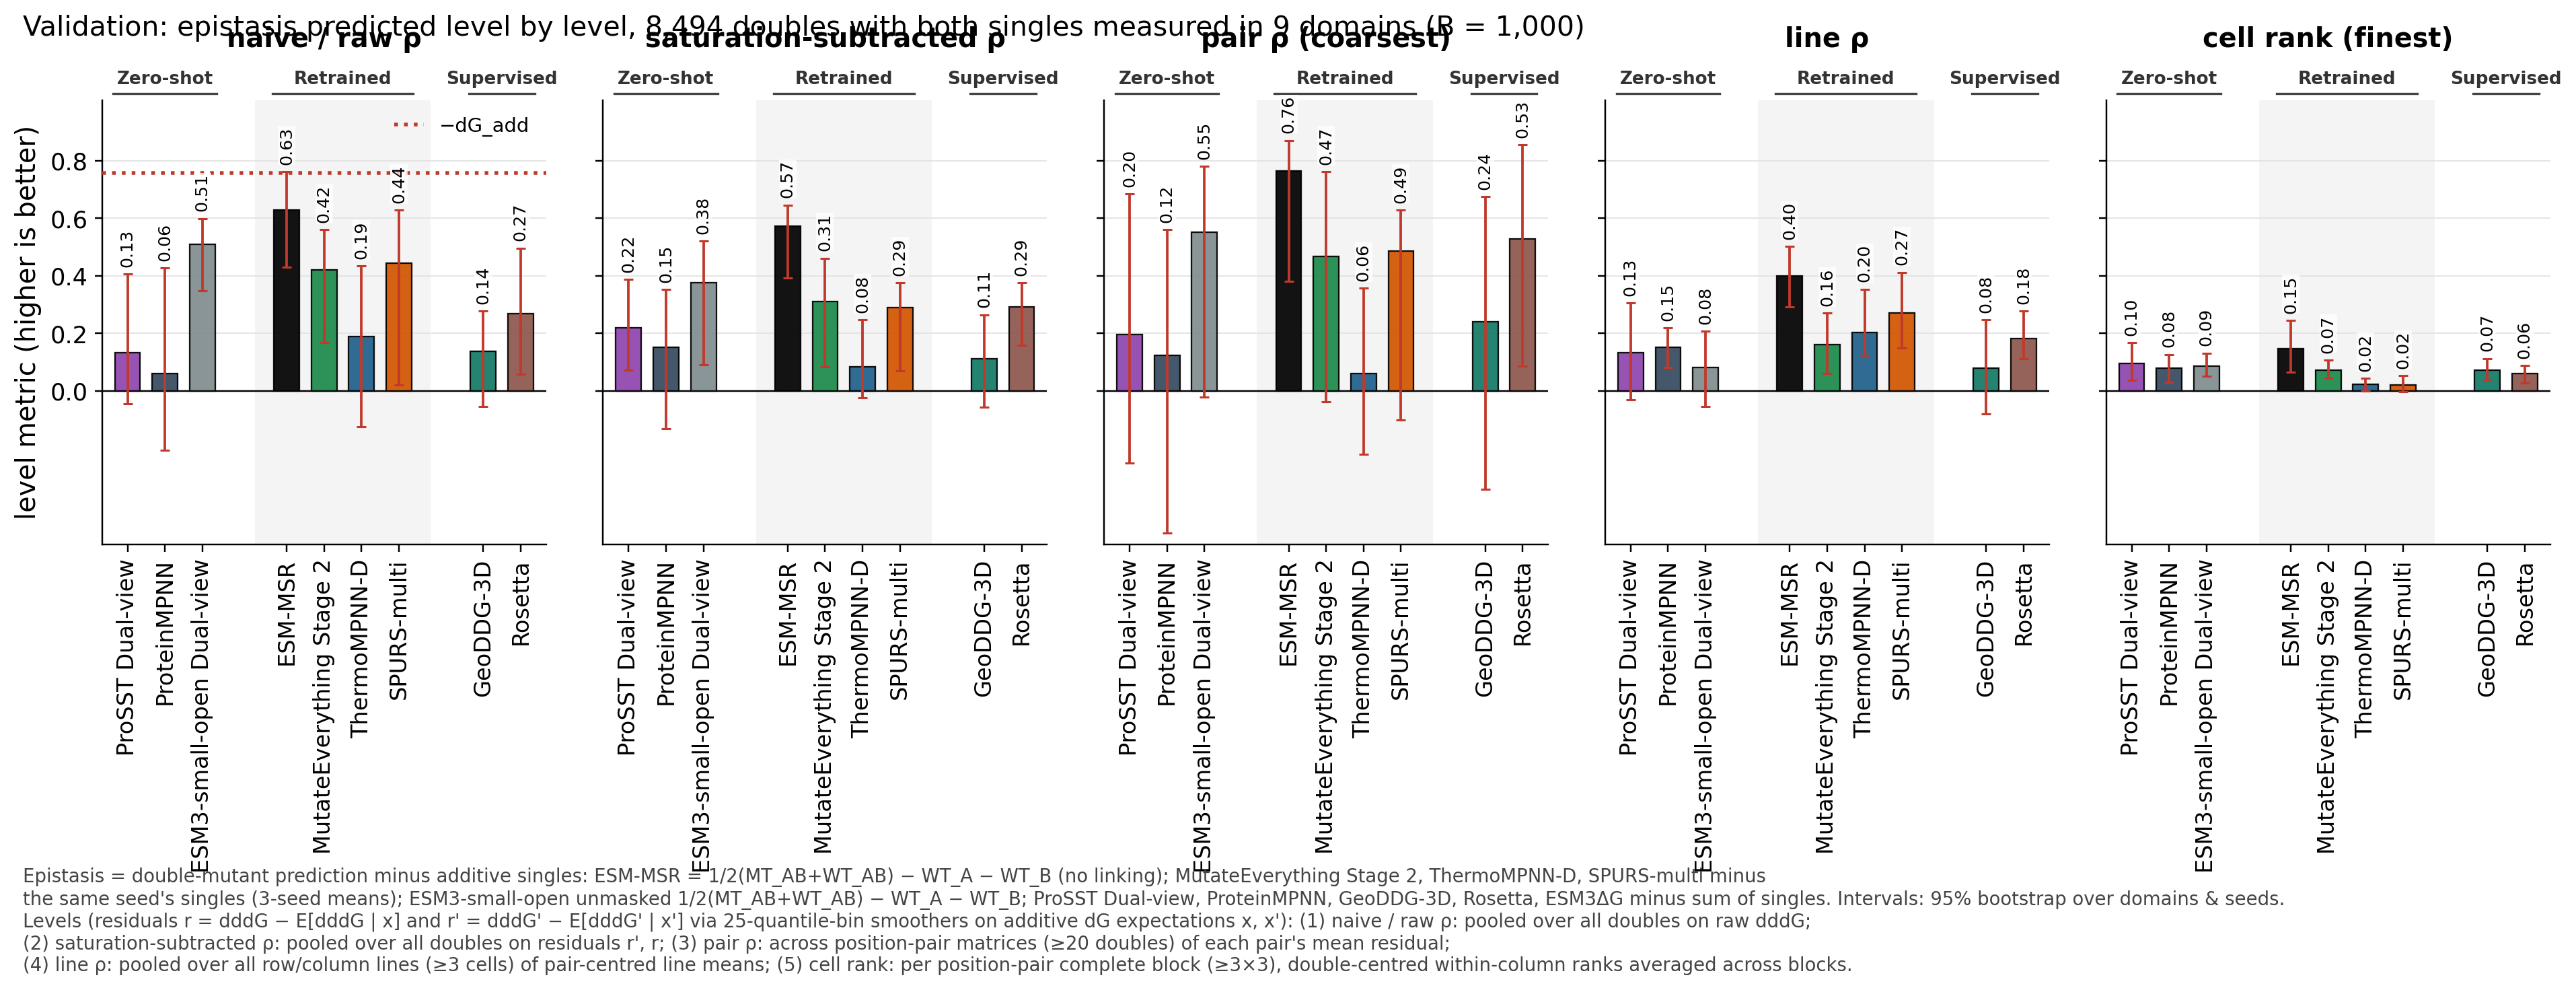 Validation: epistasis predicted level by level, 8,494 doubles with both singles measured in 9 domains (B = 1,000)
naive / raw ρ
saturation-subtracted ρ
pair ρ (coarsest)
line ρ
cell rank (finest)
Zero-shot
Retrained
Supervised
Zero-shot
Retrained
Supervised
Zero-shot
Retrained
Supervised
Zero-shot
Retrained
Supervised
Zero-shot
Retrained
Supervised
level metric (higher is better)
0.8
0.6
0.4
0.2
0.0
−dG_add
0.13
0.06
0.51
0.63
0.42
0.19
0.44
0.14
0.27
0.22
0.15
0.38
0.57
0.31
0.08
0.29
0.11
0.29
0.20
0.12
0.55
0.76
0.47
0.06
0.49
0.24
0.53
0.13
0.15
0.08
0.40
0.16
0.20
0.27
0.08
0.18
0.10
0.08
0.09
0.15
0.07
0.02
0.02
0.07
0.06
ProSST Dual-view
ProteinMPNN
ESM3-small-open Dual-view
ESM-MSR
MutateEverything Stage 2
ThermoMPNN-D
SPURS-multi
GeoDDG-3D
Rosetta
ProSST Dual-view
ProteinMPNN
ESM3-small-open Dual-view
ESM-MSR
MutateEverything Stage 2
ThermoMPNN-D
SPURS-multi
GeoDDG-3D
Rosetta
ProSST Dual-view
ProteinMPNN
ESM3-small-open Dual-view
ESM-MSR
MutateEverything Stage 2
ThermoMPNN-D
SPURS-multi
GeoDDG-3D
Rosetta
ProSST Dual-view
ProteinMPNN
ESM3-small-open Dual-view
ESM-MSR
MutateEverything Stage 2
ThermoMPNN-D
SPURS-multi
GeoDDG-3D
Rosetta
ProSST Dual-view
ProteinMPNN
ESM3-small-open Dual-view
ESM-MSR
MutateEverything Stage 2
ThermoMPNN-D
SPURS-multi
GeoDDG-3D
Rosetta
Epistasis = double-mutant prediction minus additive singles: ESM-MSR = 1/2(MT_AB+WT_AB) − WT_A − WT_B (no linking); MutateEverything Stage 2, ThermoMPNN-D, SPURS-multi minus
the same seed's singles (3-seed means); ESM3-small-open unmasked 1/2(MT_AB+WT_AB) − WT_A − WT_B; ProSST Dual-view, ProteinMPNN, GeoDDG-3D, Rosetta, ESM3ΔG minus sum of singles. Intervals: 95% bootstrap over domains & seeds.
Levels (residuals r = dddG − E[dddG | x] and r' = dddG' − E[dddG' | x'] via 25-quantile-bin smoothers on additive dG expectations x, x'): (1) naive / raw ρ: pooled over all doubles on raw dddG;
(2) saturation-subtracted ρ: pooled over all doubles on residuals r', r; (3) pair ρ: across position-pair matrices (≥20 doubles) of each pair's mean residual;
(4) line ρ: pooled over all row/column lines (≥3 cells) of pair-centred line means; (5) cell rank: per position-pair complete block (≥3×3), double-centred within-column ranks averaged across blocks.